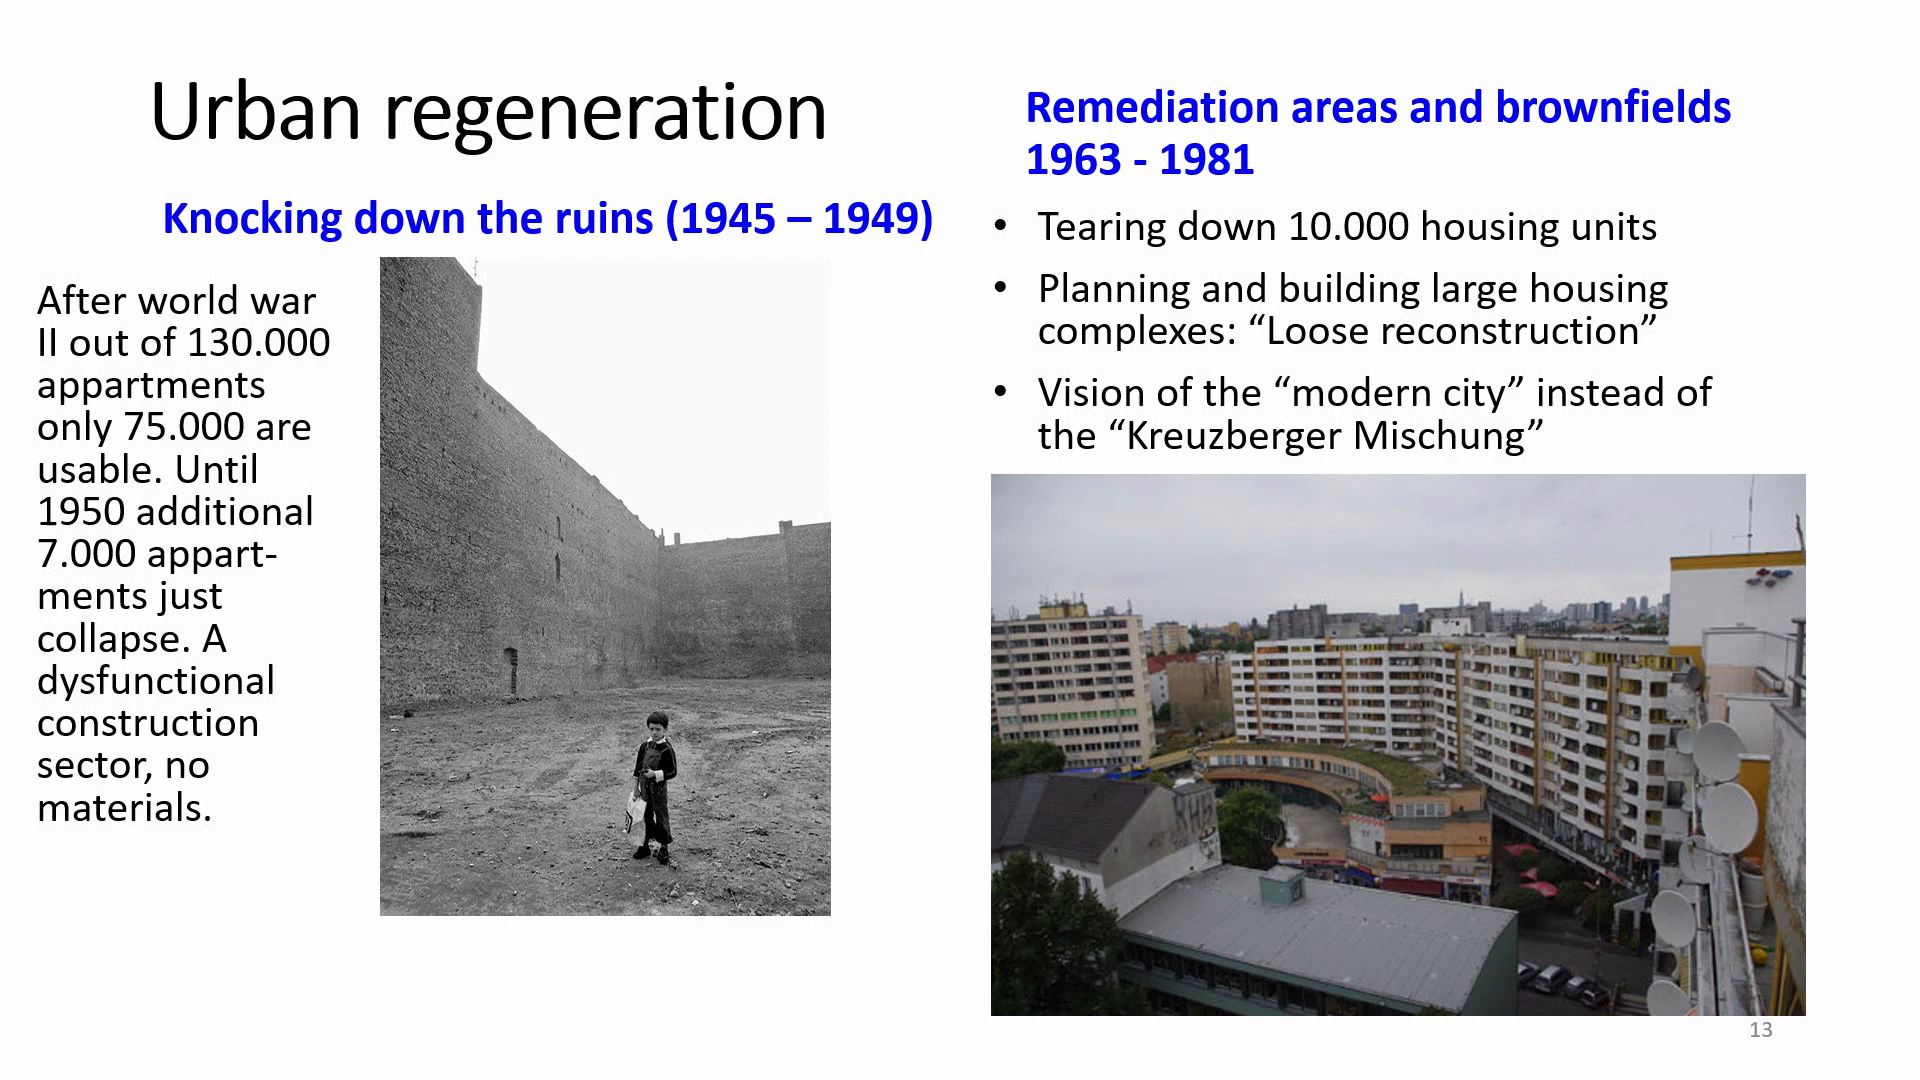 Urban regeneration
Knocking down the ruins (1945 – 1949)
After world war
II out of 130.000
appartments
only 75.000 are
usable. Until
1950 additional
7.000 appart-
ments just
collapse. A
dysfunctional
construction
sector, no
materials.
Remediation areas and brownfields
1963 - 1981
• Tearing down 10.000 housing units
• Planning and building large housing
complexes: “Loose reconstruction”
• Vision of the “modern city” instead of
the “Kreuzberger Mischung”
13